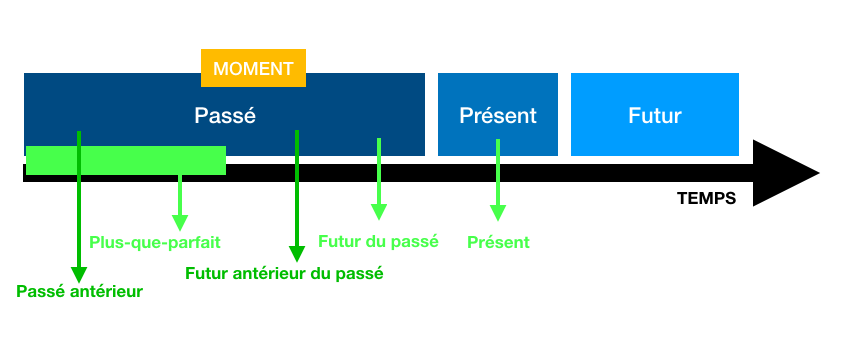 MOMENT
Passé
Présent
Futur
TEMPS
Plus-que-parfait
Futur du passé
Présent
Futur antérieur du passé
Passé antérieur